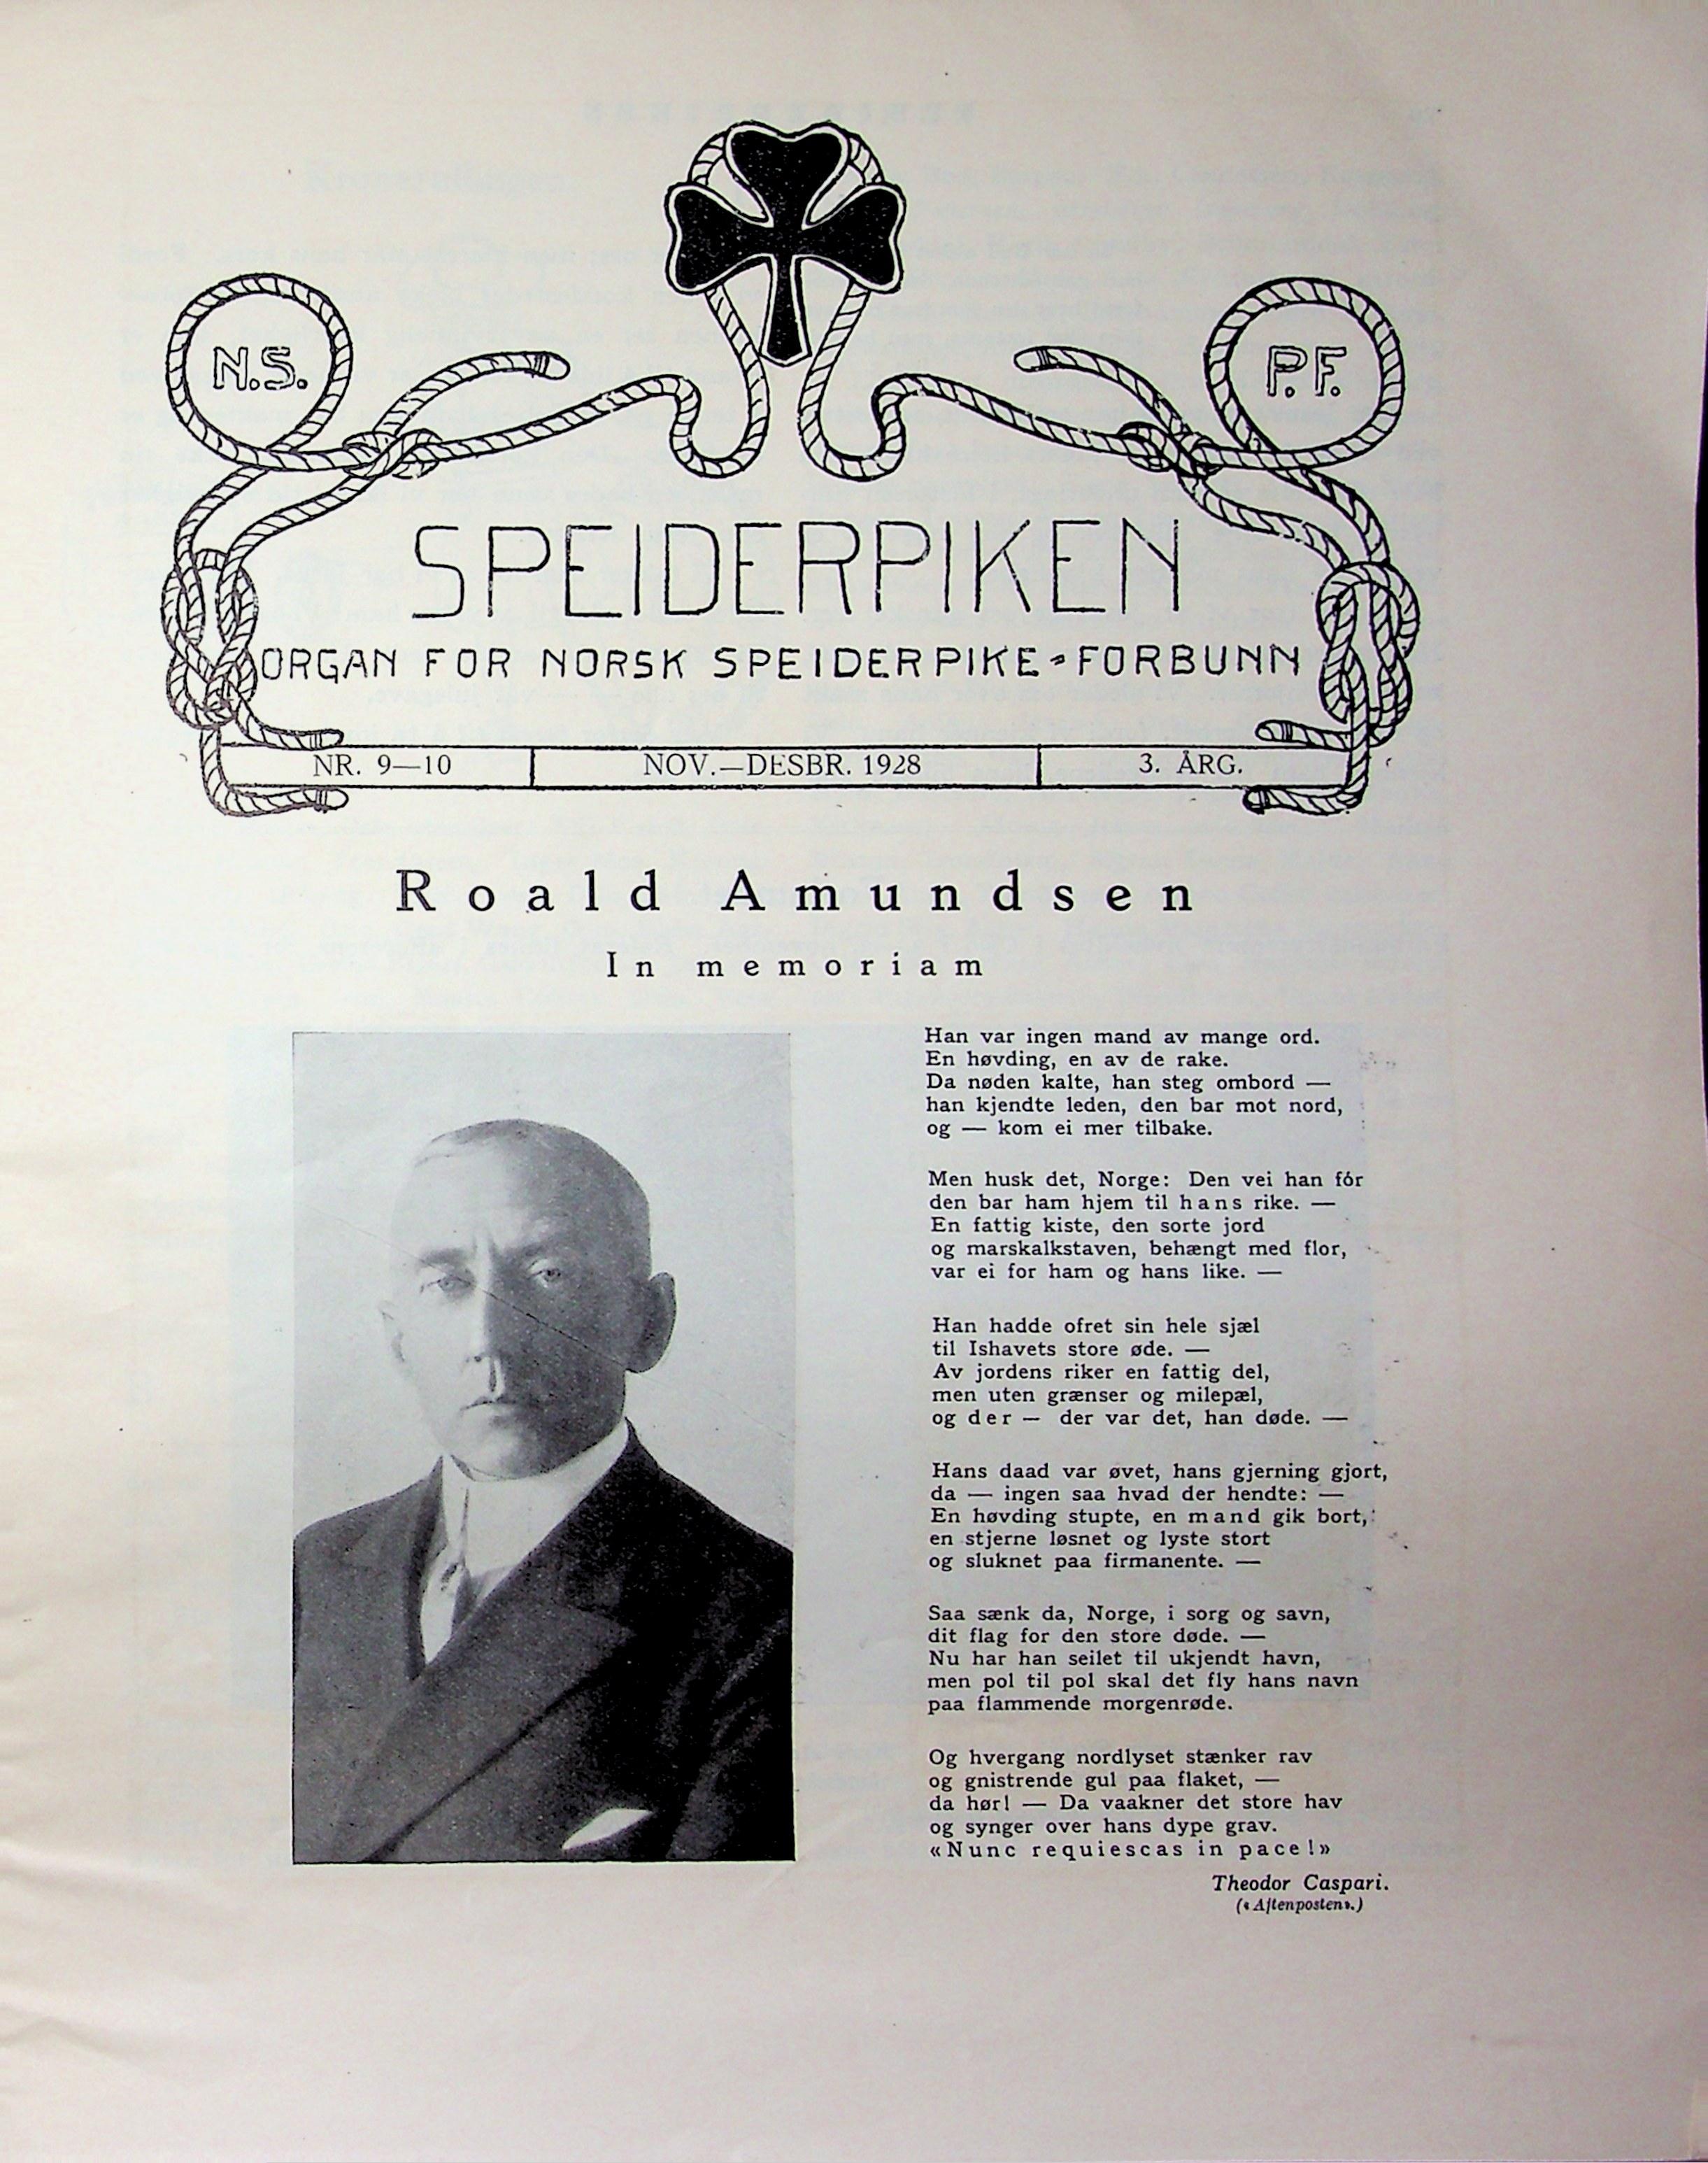 N.S.
P.F.
SPEIDERPIKEN
ORGAN FOR NORSK SPEIDERPIKE-FORBUNN
NR. 9—10 NOV.—DESBR. 1928 3. ÅRG.
Roald Amundsen
In memoriam
Han var ingen mand av mange ord.
En høvding, en av de rake.
Da nøden kalte, han steg ombord —
han kjendte leden, den bar mot nord,
og — kom ei mer tilbake.
Men husk det, Norge: Den vei han fór
den bar ham hjem til hans rike. —
En fattig kiste, den sorte jord
og marskalkstaven, behængt med flor,
var ei for ham og hans like. —
Han hadde ofret sin hele sjæl
til Ishavets store øde. —
Av jordens riker en fattig del,
men uten grænser og milepæl,
og der — der var det, han døde. —
Hans daad var øvet, hans gjerning gjort,
da — ingen saa hvad der hendte: —
En høvding stupte, en mand gik bort,
en stjerne løsnet og lyste stort
og sluknet paa firmanente. —
Saa sænk da, Norge, i sorg og savn,
dit flag for den store døde. —
Nu har han seilet til ukjendt havn,
men pol til pol skal det fly hans navn
paa flammende morgenrøde.
Og hvergang nordlyset stænker rav
og gnistrende gul paa flaket, —
da hør! — Da vaakner det store hav
og synger over hans dype grav.
«Nunc requiescas in pace!»
Theodor Caspari.
(«Aftenposten».)